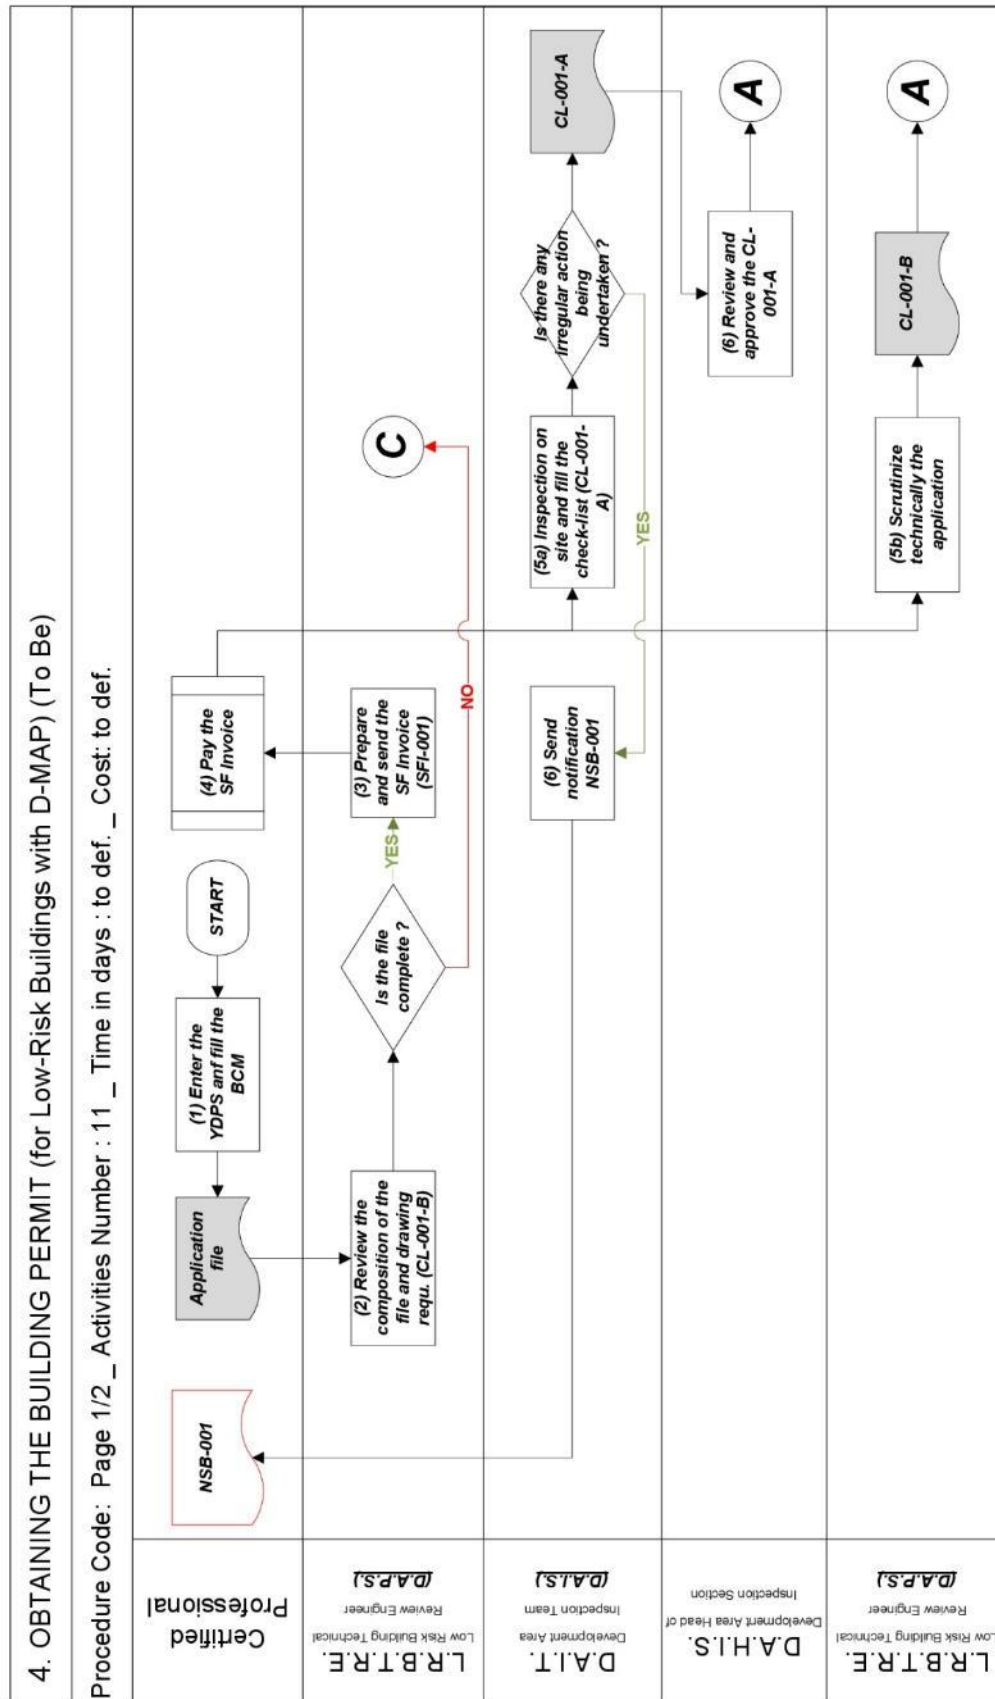 4. OBTAINING THE BUILDING PERMIT (for Low-Risk Buildings with D-MAP) (To Be)
Procedure Code: Page 1/2 _ Activities Number : 11 _ Time in days : to def. _ Cost: to def.
Certified
Professional
NSB-001
Application
file
(1) Enter the
YDPS anf fill the
BCM
START
(4) Pay the
SF Invoice
L.R.B.T.R.E.
Low Risk Building Technical
Review Engineer
(D.A.P.S.)
(2) Review the
composition of the
file and drawing
requ. (CL-001-B)
Is the file
complete ?
YES
NO
(3) Prepare
and send the
SF Invoice
(SFI-001)
C
D.A.I.T.
Development Area
Inspection Team
(D.A.I.S.)
(6) Send
notification
NSB-001
(5a) Inspection on
site and fill the
check-list (CL-001-
A)
Is there any
irregular action
being
undertaken ?
YES
CL-001-A
D.A.H.I.S.
Development Area Head of
Inspection Section
(6) Review and
approve the CL-
001-A
A
L.R.B.T.R.E.
Low Risk Building Technical
Review Engineer
(D.A.P.S.)
(5b) Scrutinize
technically the
application
CL-001-B
A